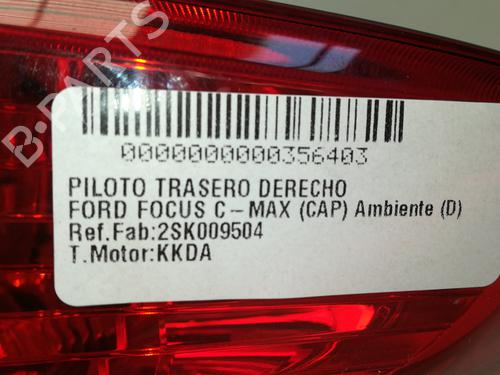 B-PARTS
0000000000356403
PILOTO TRASERO DERECHO
FORD FOCUS C-MAX (CAP) Ambiente (D)
Ref.Fab:2SK009504
T.Motor:KKDA